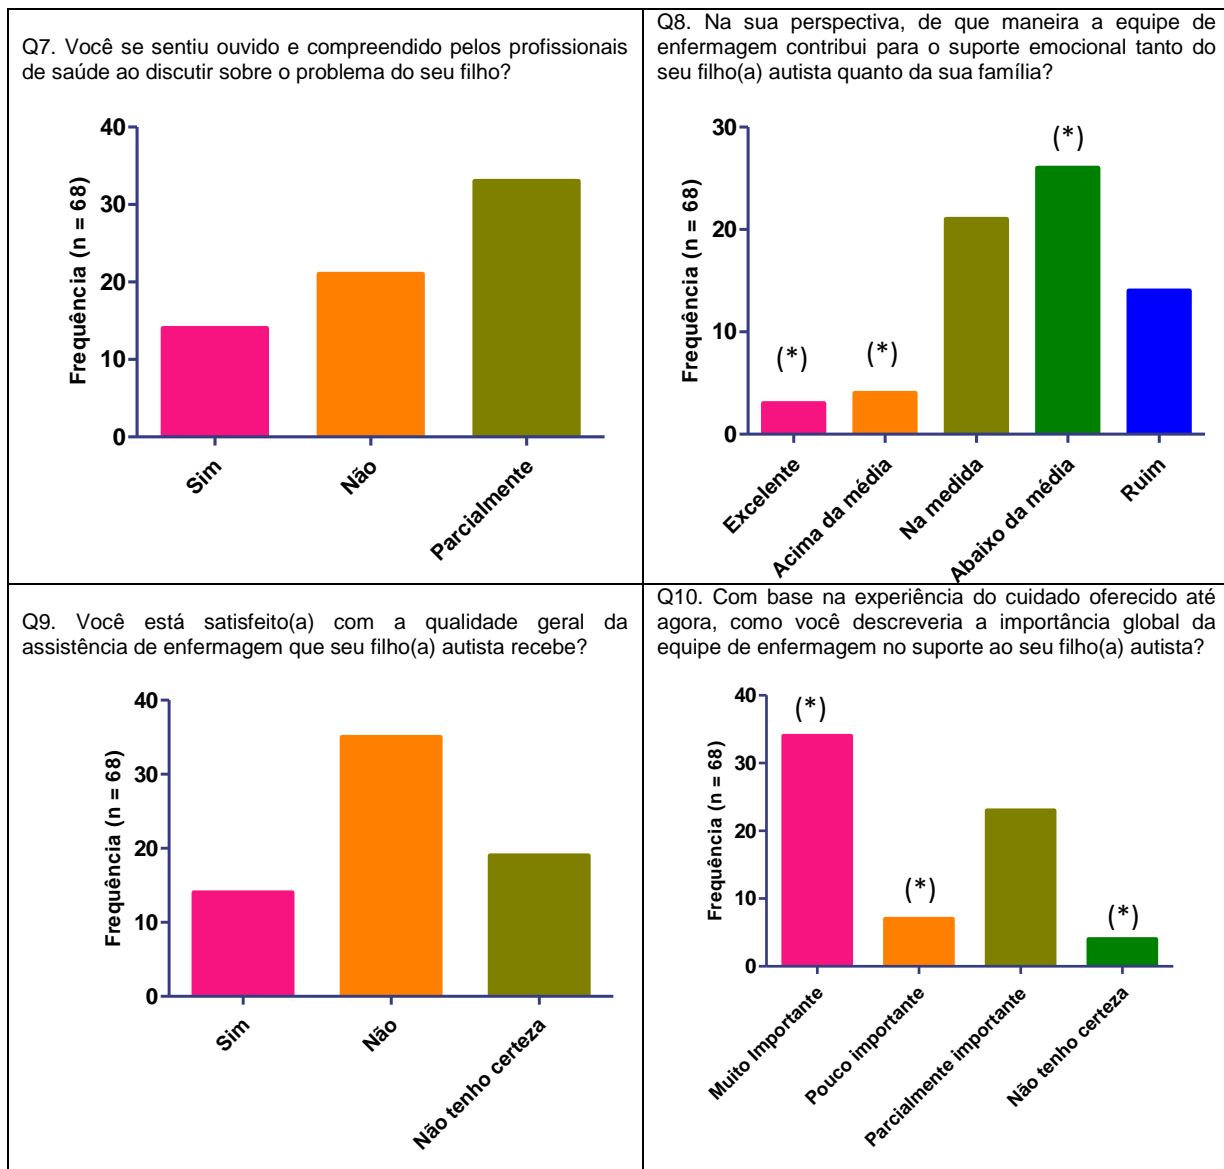 Q7. Você se sentiu ouvido e compreendido pelos profissionais
de saúde ao discutir sobre o problema do seu filho?
40
30
20
10
0
Frequência (n = 68)
Sim
Não
Parcialmente
Q8. Na sua perspectiva, de que maneira a equipe de
enfermagem contribui para o suporte emocional tanto do
seu filho(a) autista quanto da sua família?
30
20
10
0
Frequência (n = 68)
(*)
(*)
(*)
Excelente
Acima da média
Na medida
Abaixo da média
Ruim
Q9. Você está satisfeito(a) com a qualidade geral da
assistência de enfermagem que seu filho(a) autista recebe?
40
30
20
10
0
Frequência (n = 68)
Sim
Não
Não tenho certeza
Q10. Com base na experiência do cuidado oferecido até
agora, como você descreveria a importância global da
equipe de enfermagem no suporte ao seu filho(a) autista?
40
30
20
10
0
Frequência (n = 68)
(*)
(*)
(*)
Muito Importante
Pouco importante
Parcialmente importante
Não tenho certeza